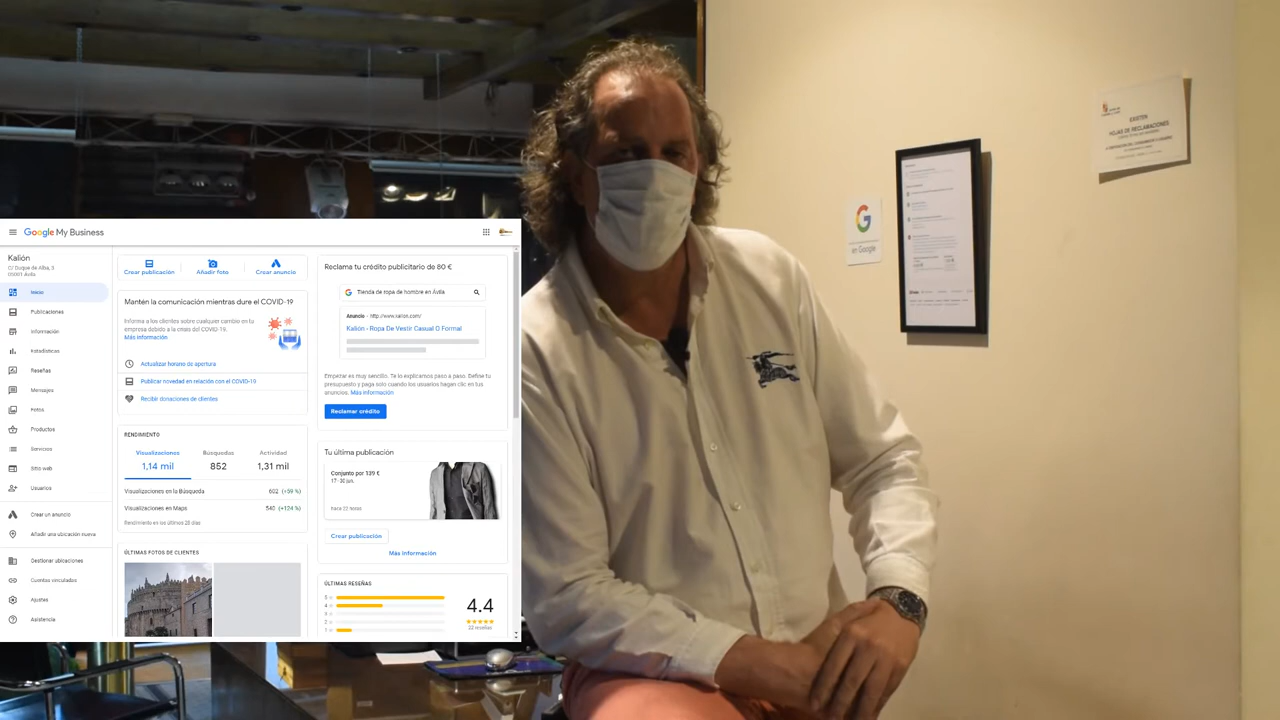 Google My Business
Kalión
C/ Duque de Alba, 3
05001 Ávila
Inicio
Publicaciones
Información
Estadísticas
Reseñas
Mensajes
Fotos
Productos
Servicios
Sitio web
Usuarios
Crear un anuncio
Añadir una ubicación nueva
Gestionar ubicaciones
Cuentas vinculadas
Ajustes
Asistencia
Crear publicación
Añadir foto
Crear anuncio
Mantén la comunicación mientras dure el COVID-19
Informa a los clientes sobre cualquier cambio en tu
empresa debido a la crisis del COVID-19.
Más información
Actualizar horario de apertura
Publicar novedad en relación con el COVID-19
Recibir donaciones de clientes
RENDIMIENTO
Visualizaciones
1,14 mil
Búsquedas
852
Actividad
1,31 mil
Visualizaciones en la Búsqueda
602 (+59 %)
Visualizaciones en Maps
540 (+124 %)
Rendimiento en los últimos 28 días
ÚLTIMAS FOTOS DE CLIENTES
Reclama tu crédito publicitario de 80 €
Tienda de ropa de hombre en Ávila
Anuncio · http://www.kalion.com/
Kalión - Ropa De Vestir Casual O Formal
Empezar es muy sencillo. Te lo explicamos paso a paso. Define tu
presupuesto y paga solo cuando los usuarios hagan clic en tus
anuncios. Más información
Reclamar crédito
Tu última publicación
Conjunto por 139 €
17 - 30 jun.
hace 22 horas
Crear publicación
Más información
ÚLTIMAS RESEÑAS
5
4
3
2
1
4.4
22 reseñas
en Google
EXISTEN
HOJAS DE RECLAMACIONES